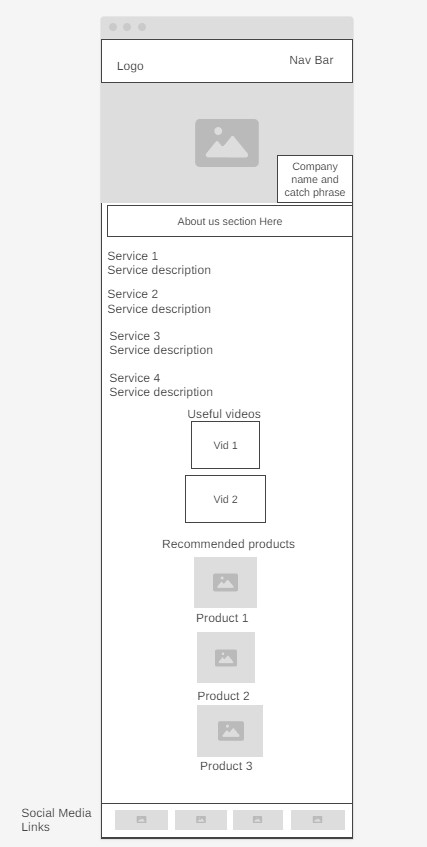 Logo
Nav Bar
Company
name and
catch phrase
About us section Here
Service 1
Service description
Service 2
Service description
Service 3
Service description
Service 4
Service description
Useful videos
Vid 1
Vid 2
Recommended products
Product 1
Product 2
Product 3
Social Media
Links